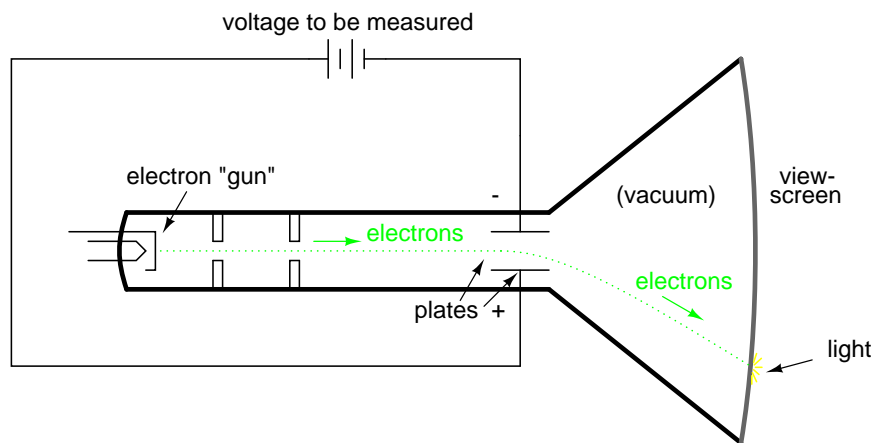 voltage to be measured
electron "gun"
-
(vacuum)
view-
screen
electrons
electrons
plates +
light